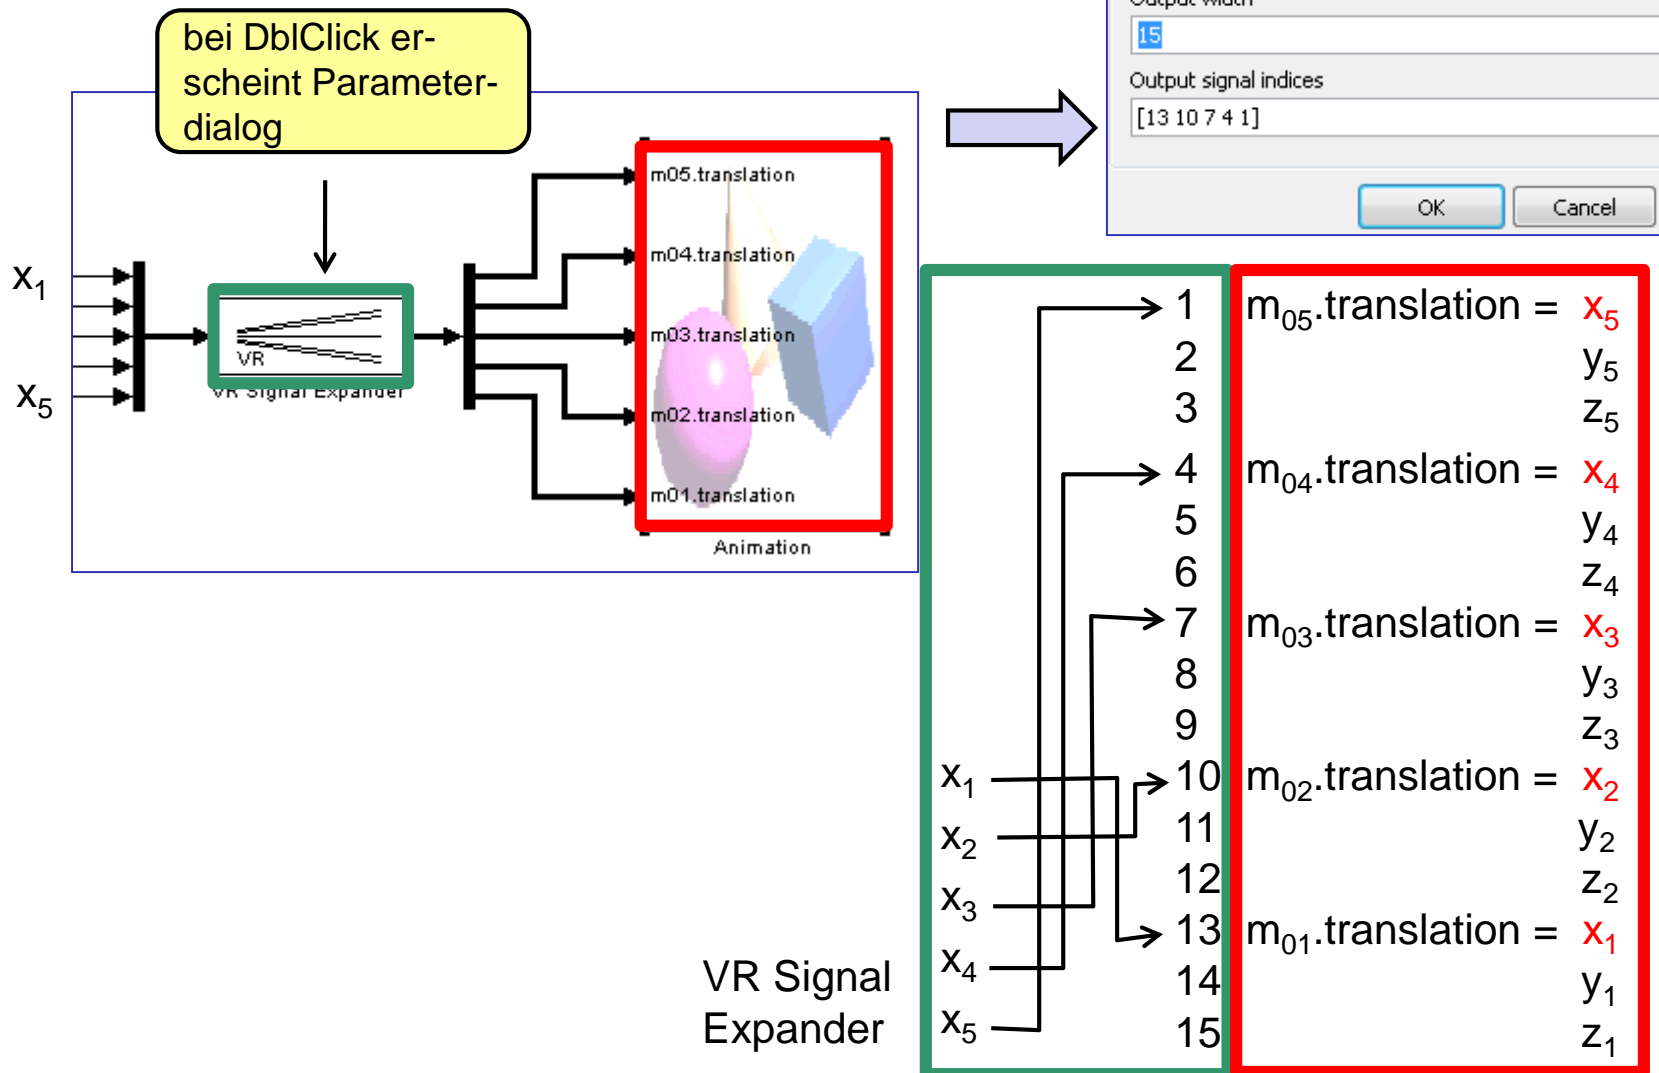 bei DblClick er-
scheint Parameter-
dialog
Output width
15
Output signal indices
[13 10 7 4 1]
OK
Cancel
x1
x5
VR
VR Signal Expander
m05.translation
m04.translation
m03.translation
m02.translation
m01.translation
Animation
1 m05.translation = x5
2 y5
3 z5
4 m04.translation = x4
5 y4
6 z4
7 m03.translation = x3
8 y3
9 z3
x1 10 m02.translation = x2
x2 11 y2
x3 12 z2
13 m01.translation = x1
x4 14 y1
x5 15 z1
VR Signal
Expander